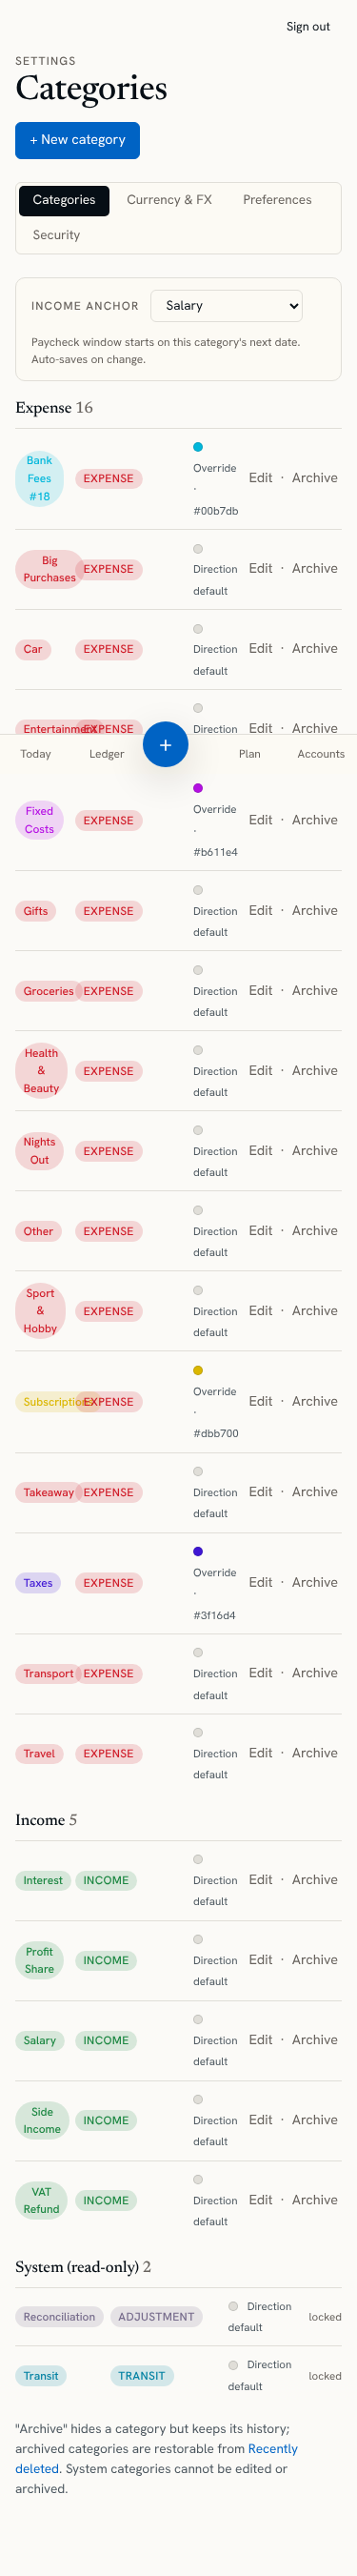 Sign out
SETTINGS
Categories
+ New category
Categories Currency & FX Preferences
Security
INCOME ANCHOR Salary
Paycheck window starts on this category's next date.
Auto-saves on change.
Expense 16
Bank Fees #18 EXPENSE Override · #00b7db Edit · Archive
Big Purchases EXPENSE Direction default Edit · Archive
Car EXPENSE Direction default Edit · Archive
Entertainment EXPENSE Direction
Today Ledger + Plan Accounts
Fixed Costs EXPENSE Override · #b611e4 Edit · Archive
Gifts EXPENSE Direction default Edit · Archive
Groceries EXPENSE Direction default Edit · Archive
Health & Beauty EXPENSE Direction default Edit · Archive
Nights Out EXPENSE Direction default Edit · Archive
Other EXPENSE Direction default Edit · Archive
Sport & Hobby EXPENSE Direction default Edit · Archive
Subscriptions EXPENSE Override · #dbb700 Edit · Archive
Takeaway EXPENSE Direction default Edit · Archive
Taxes EXPENSE Override · #3f16d4 Edit · Archive
Transport EXPENSE Direction default Edit · Archive
Travel EXPENSE Direction default Edit · Archive
Income 5
Interest INCOME Direction default Edit · Archive
Profit Share INCOME Direction default Edit · Archive
Salary INCOME Direction default Edit · Archive
Side Income INCOME Direction default Edit · Archive
VAT Refund INCOME Direction default Edit · Archive
System (read-only) 2
Reconciliation ADJUSTMENT Direction default locked
Transit TRANSIT Direction default locked
"Archive" hides a category but keeps its history;
archived categories are restorable from Recently
deleted. System categories cannot be edited or
archived.